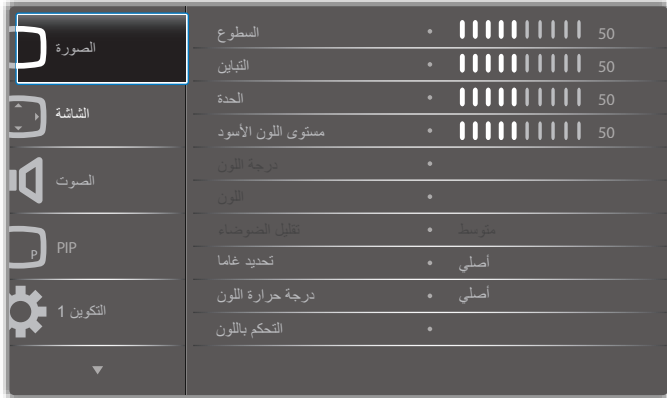 الصورة
الشاشة
الصوت
PIP
P
التكوين 1
السطوع • 50
التباين • 50
الحدة • 50
مستوى اللون الأسود • 50
درجة اللون •
اللون •
تقليل الضوضاء • متوسط
تحديد غاما • أصلي
درجة حرارة اللون • أصلي
التحكم باللون •